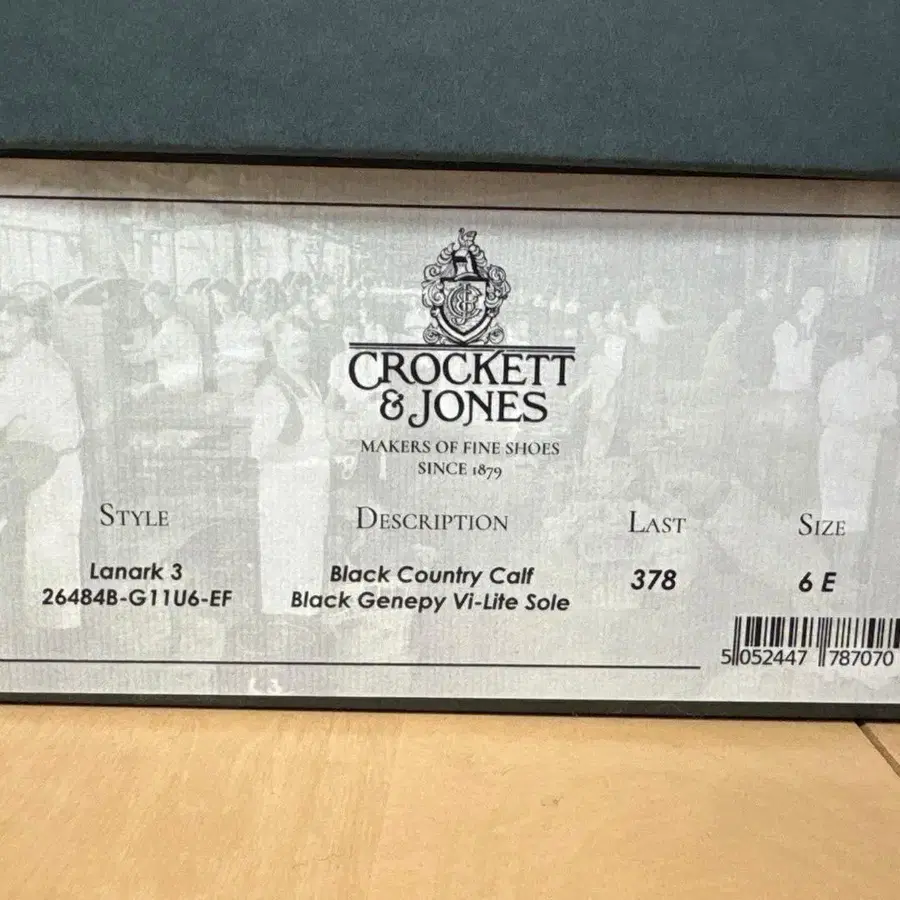 CROCKETT
& JONES
MAKERS OF FINE SHOES
SINCE 1879
STYLE DESCRIPTION LAST SIZE
Lanark 3 Black Country Calf 378 6 E
26484B-G11U6-EF Black Genepy Vi-Lite Sole
5 052447 787070